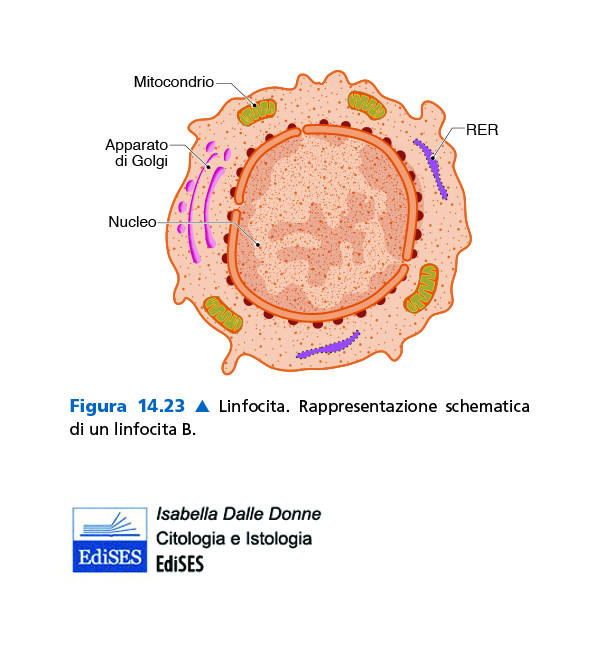 Mitocondrio
Apparato
di Golgi
RER
Nucleo
Figura 14.23 ▲ Linfocita. Rappresentazione schematica
di un linfocita B.
Isabella Dalle Donne
Citologia e Istologia
EdiSES
EdiSES